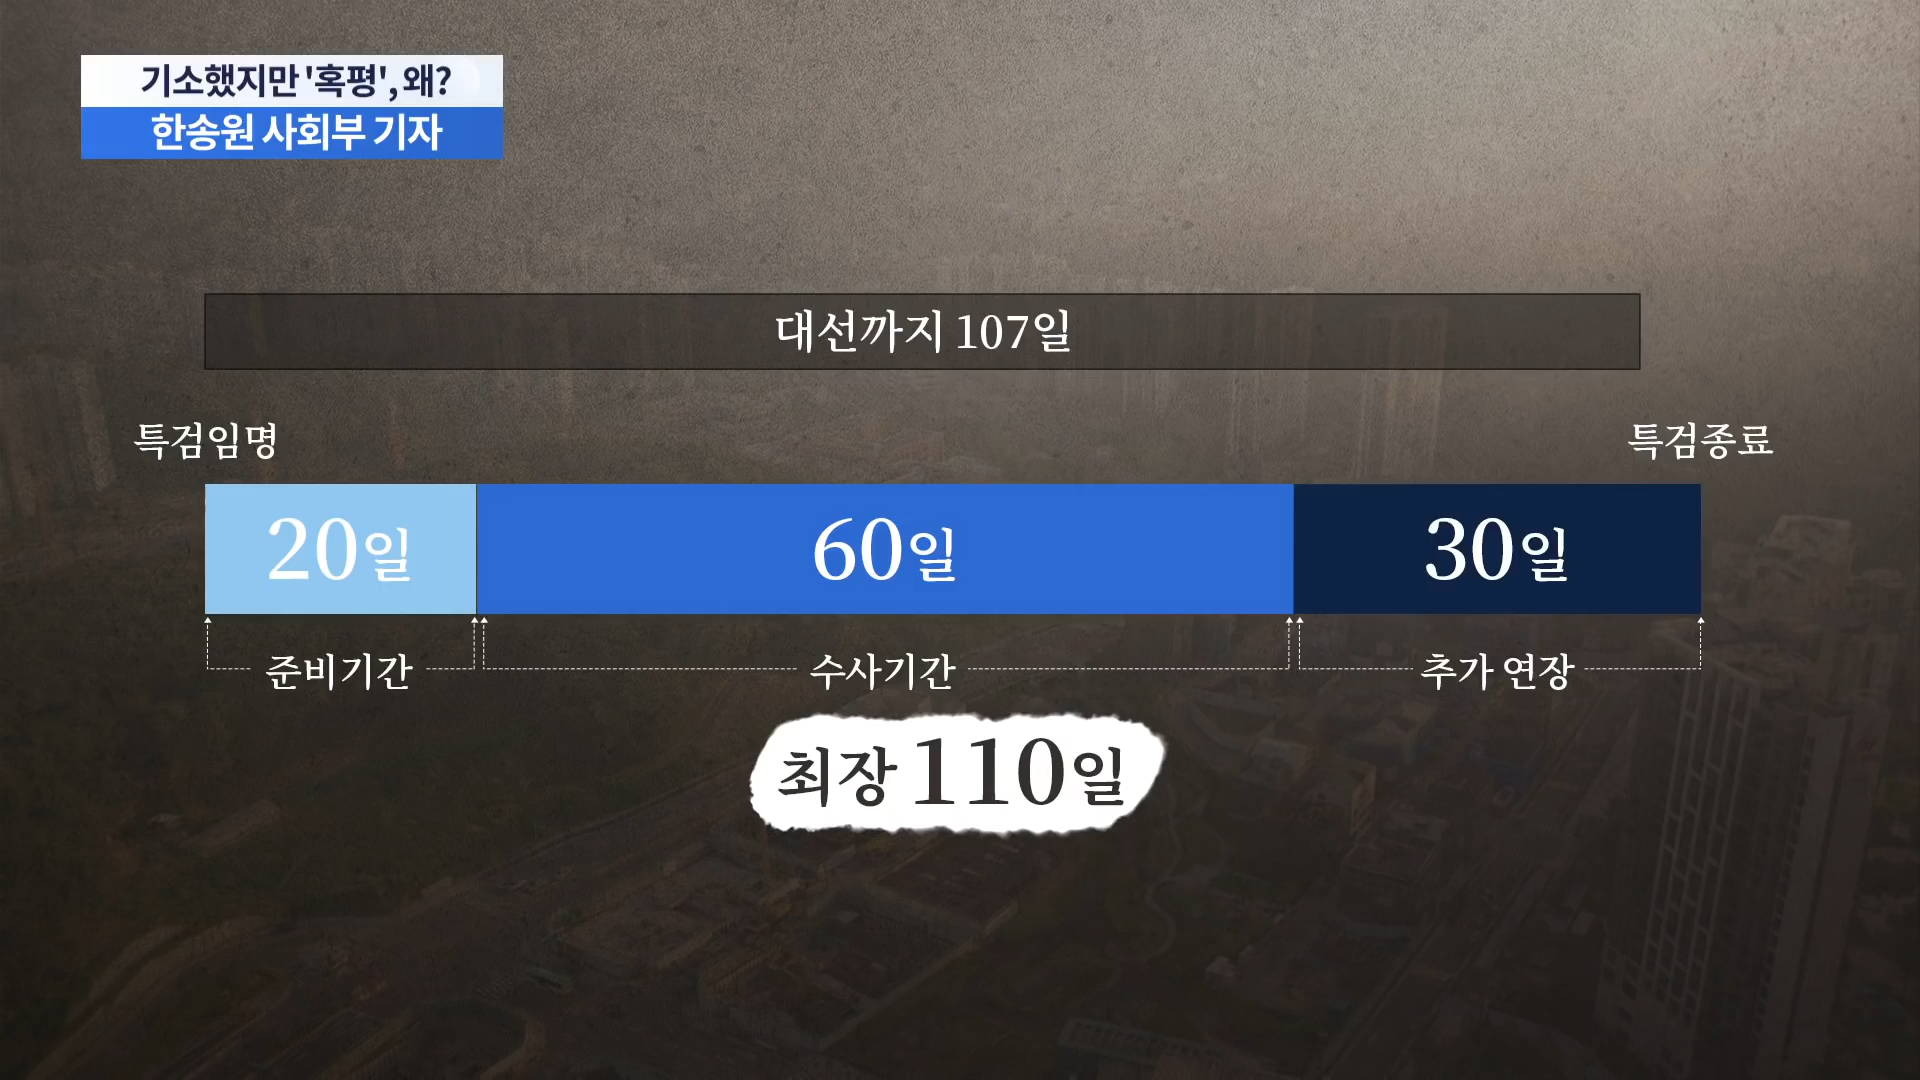 기소했지만 '혹평', 왜?
한송원 사회부 기자
대선까지 107일
특검임명
특검종료
20일
60일
30일
준비기간
수사기간
추가 연장
최장 110일